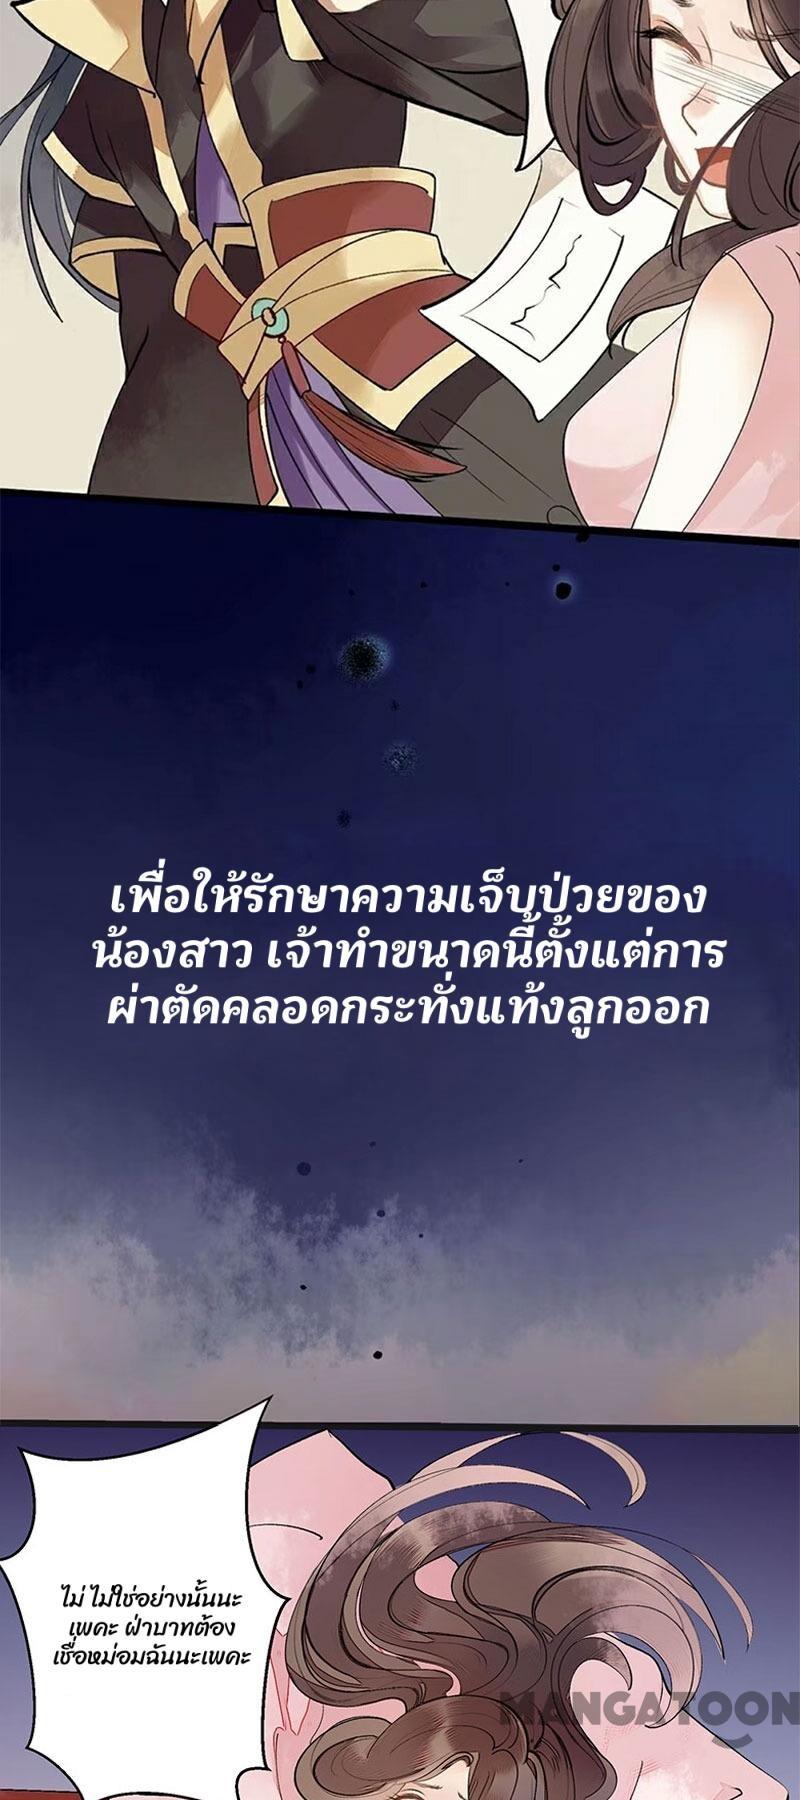 เพื่อให้รักษาความเจ็บป่วยของ
น้องสาว เจ้าทำขนาดนี้ตั้งแต่การ
ผ่าตัดคลอดกระทั่งแท้งลูกออก
ไม่ ไม่ใช่อย่างนั้นนะ
เพคะ ฝ่าบาทต้อง
เชื่อหม่อมฉันนะเพคะ
MANGATOON